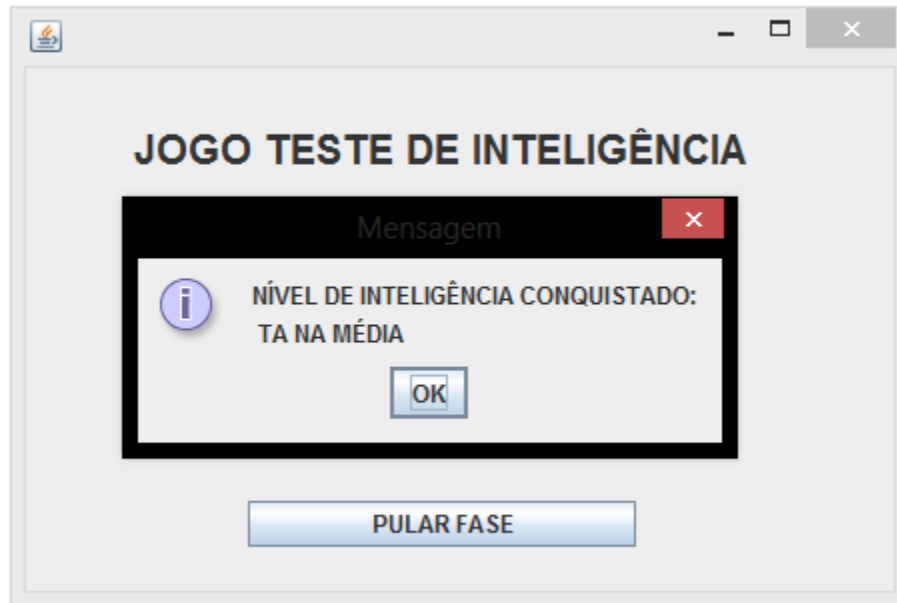 JOGO TESTE DE INTELIGÊNCIA
Mensagem
NÍVEL DE INTELIGÊNCIA CONQUISTADO:
TA NA MÉDIA
OK
PULAR FASE